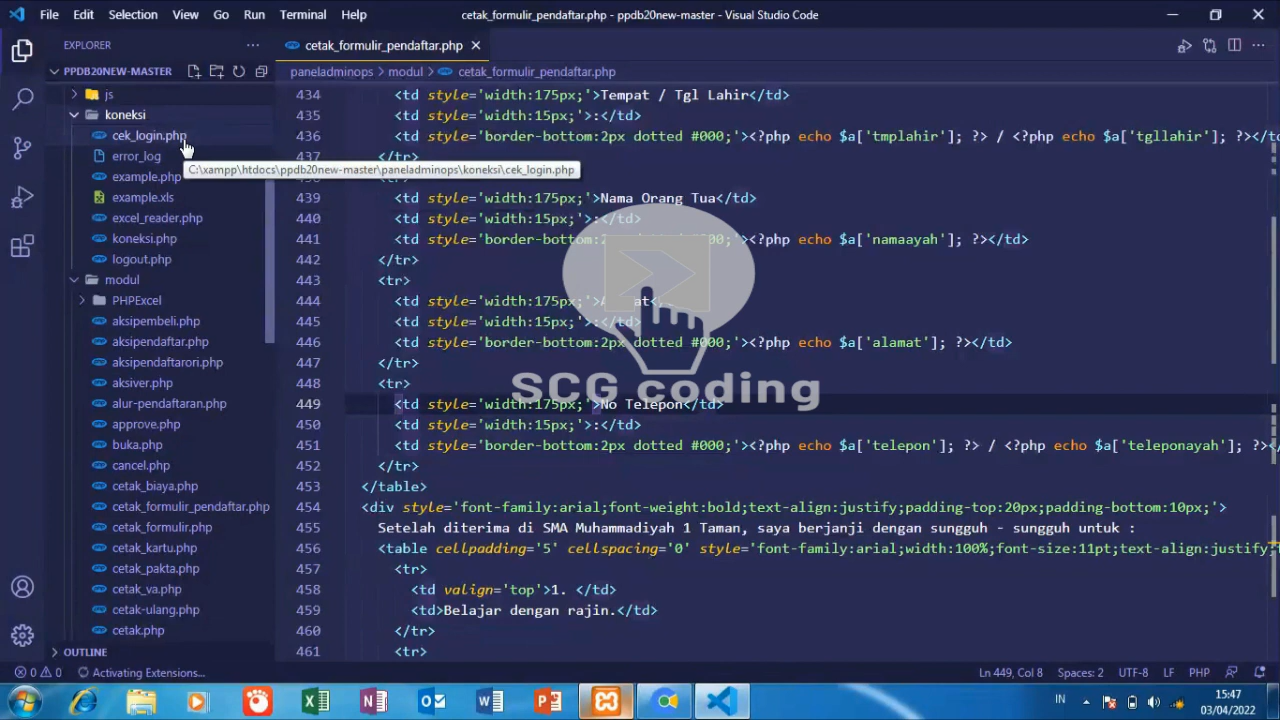 File Edit Selection View Go Run Terminal Help cetak_formulir_pendaftar.php - ppdb20new-master - Visual Studio Code
EXPLORER
PPDB20NEW-MASTER
js
koneksi
cek_login.php
error_log
C:\xampp\htdocs\ppdb20new-master\paneladminops\koneksi\cek_login.php
example.php
example.xls
excel_reader.php
koneksi.php
logout.php
modul
PHPExcel
aksipembeli.php
aksipendaftar.php
aksipendaftarori.php
aksiver.php
alur-pendaftaran.php
approve.php
buka.php
cancel.php
cetak_biaya.php
cetak_formulir_pendaftar.php
cetak_formulir.php
cetak_kartu.php
cetak_pakta.php
cetak_va.php
cetak-ulang.php
cetak.php
OUTLINE
cetak_formulir_pendaftar.php
paneladminops > modul > cetak_formulir_pendaftar.php
434 <td style='width:175px;'>Tempat / Tgl Lahir</td>
435 <td style='width:15px;'>:</td>
436 <td style='border-bottom:2px dotted #000;'><?php echo $a['tmplahir']; ?> / <?php echo $a['tgllahir']; ?></t
437 </tr>
439 <td style='width:175px;'>Nama Orang Tua</td>
440 <td style='width:15px;'>:</td>
441 <td style='border-bottom:2px dotted #000;'><?php echo $a['namaayah']; ?></td>
442 </tr>
443 <tr>
444 <td style='width:175px;'>Alamat</
445 <td style='width:15px;'>:</td>
446 <td style='border-bottom:2px dotted #000;'><?php echo $a['alamat']; ?></td>
447 </tr>
448 <tr>
449 <td style='width:175px;'>No Telepon</td>
450 <td style='width:15px;'>:</td>
451 <td style='border-bottom:2px dotted #000;'><?php echo $a['telepon']; ?> / <?php echo $a['teleponayah']; ?></
452 </tr>
453 </table>
454 <div style='font-family:arial;font-weight:bold;text-align:justify;padding-top:20px;padding-bottom:10px;'>
455 Setelah diterima di SMA Muhammadiyah 1 Taman, saya berjanji dengan sungguh - sungguh untuk :
456 <table cellpadding='5' cellspacing='0' style='font-family:arial;width:100%;font-size:11pt;text-align:justify;
457 <tr>
458 <td valign='top'>1. </td>
459 <td>Belajar dengan rajin.</td>
460 </tr>
461 <tr>
SCG coding
0 0 Activating Extensions... Ln 449, Col 8 Spaces: 2 UTF-8 LF PHP
IN 15:47
03/04/2022